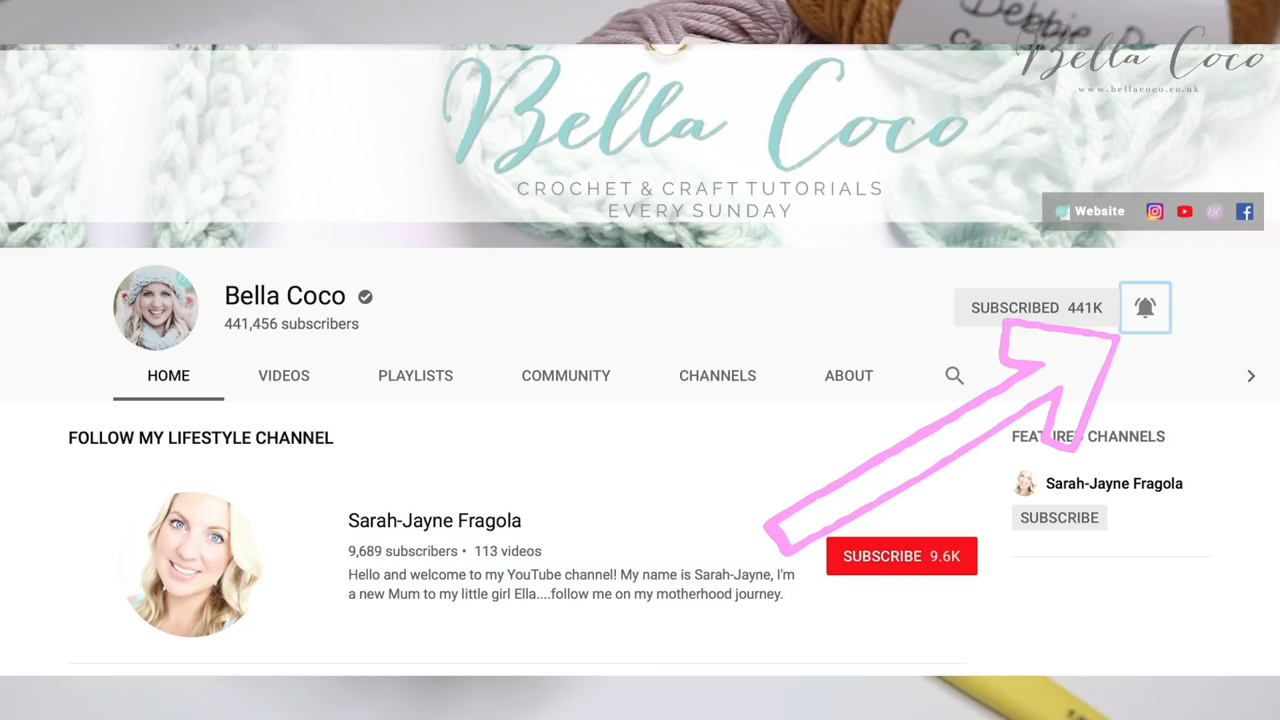 Debbie
Bella Coco
www.bellacoco.co.uk
Bella Coco
CROCHET & CRAFT TUTORIALS
EVERY SUNDAY
Website
Bella Coco
441,456 subscribers
SUBSCRIBED 441K
HOME VIDEOS PLAYLISTS COMMUNITY CHANNELS ABOUT
FOLLOW MY LIFESTYLE CHANNEL
FEATURED CHANNELS
Sarah-Jayne Fragola
SUBSCRIBE
Sarah-Jayne Fragola
9,689 subscribers • 113 videos
Hello and welcome to my YouTube channel! My name is Sarah-Jayne, I'm
a new Mum to my little girl Ella....follow me on my motherhood journey.
SUBSCRIBE 9.6K